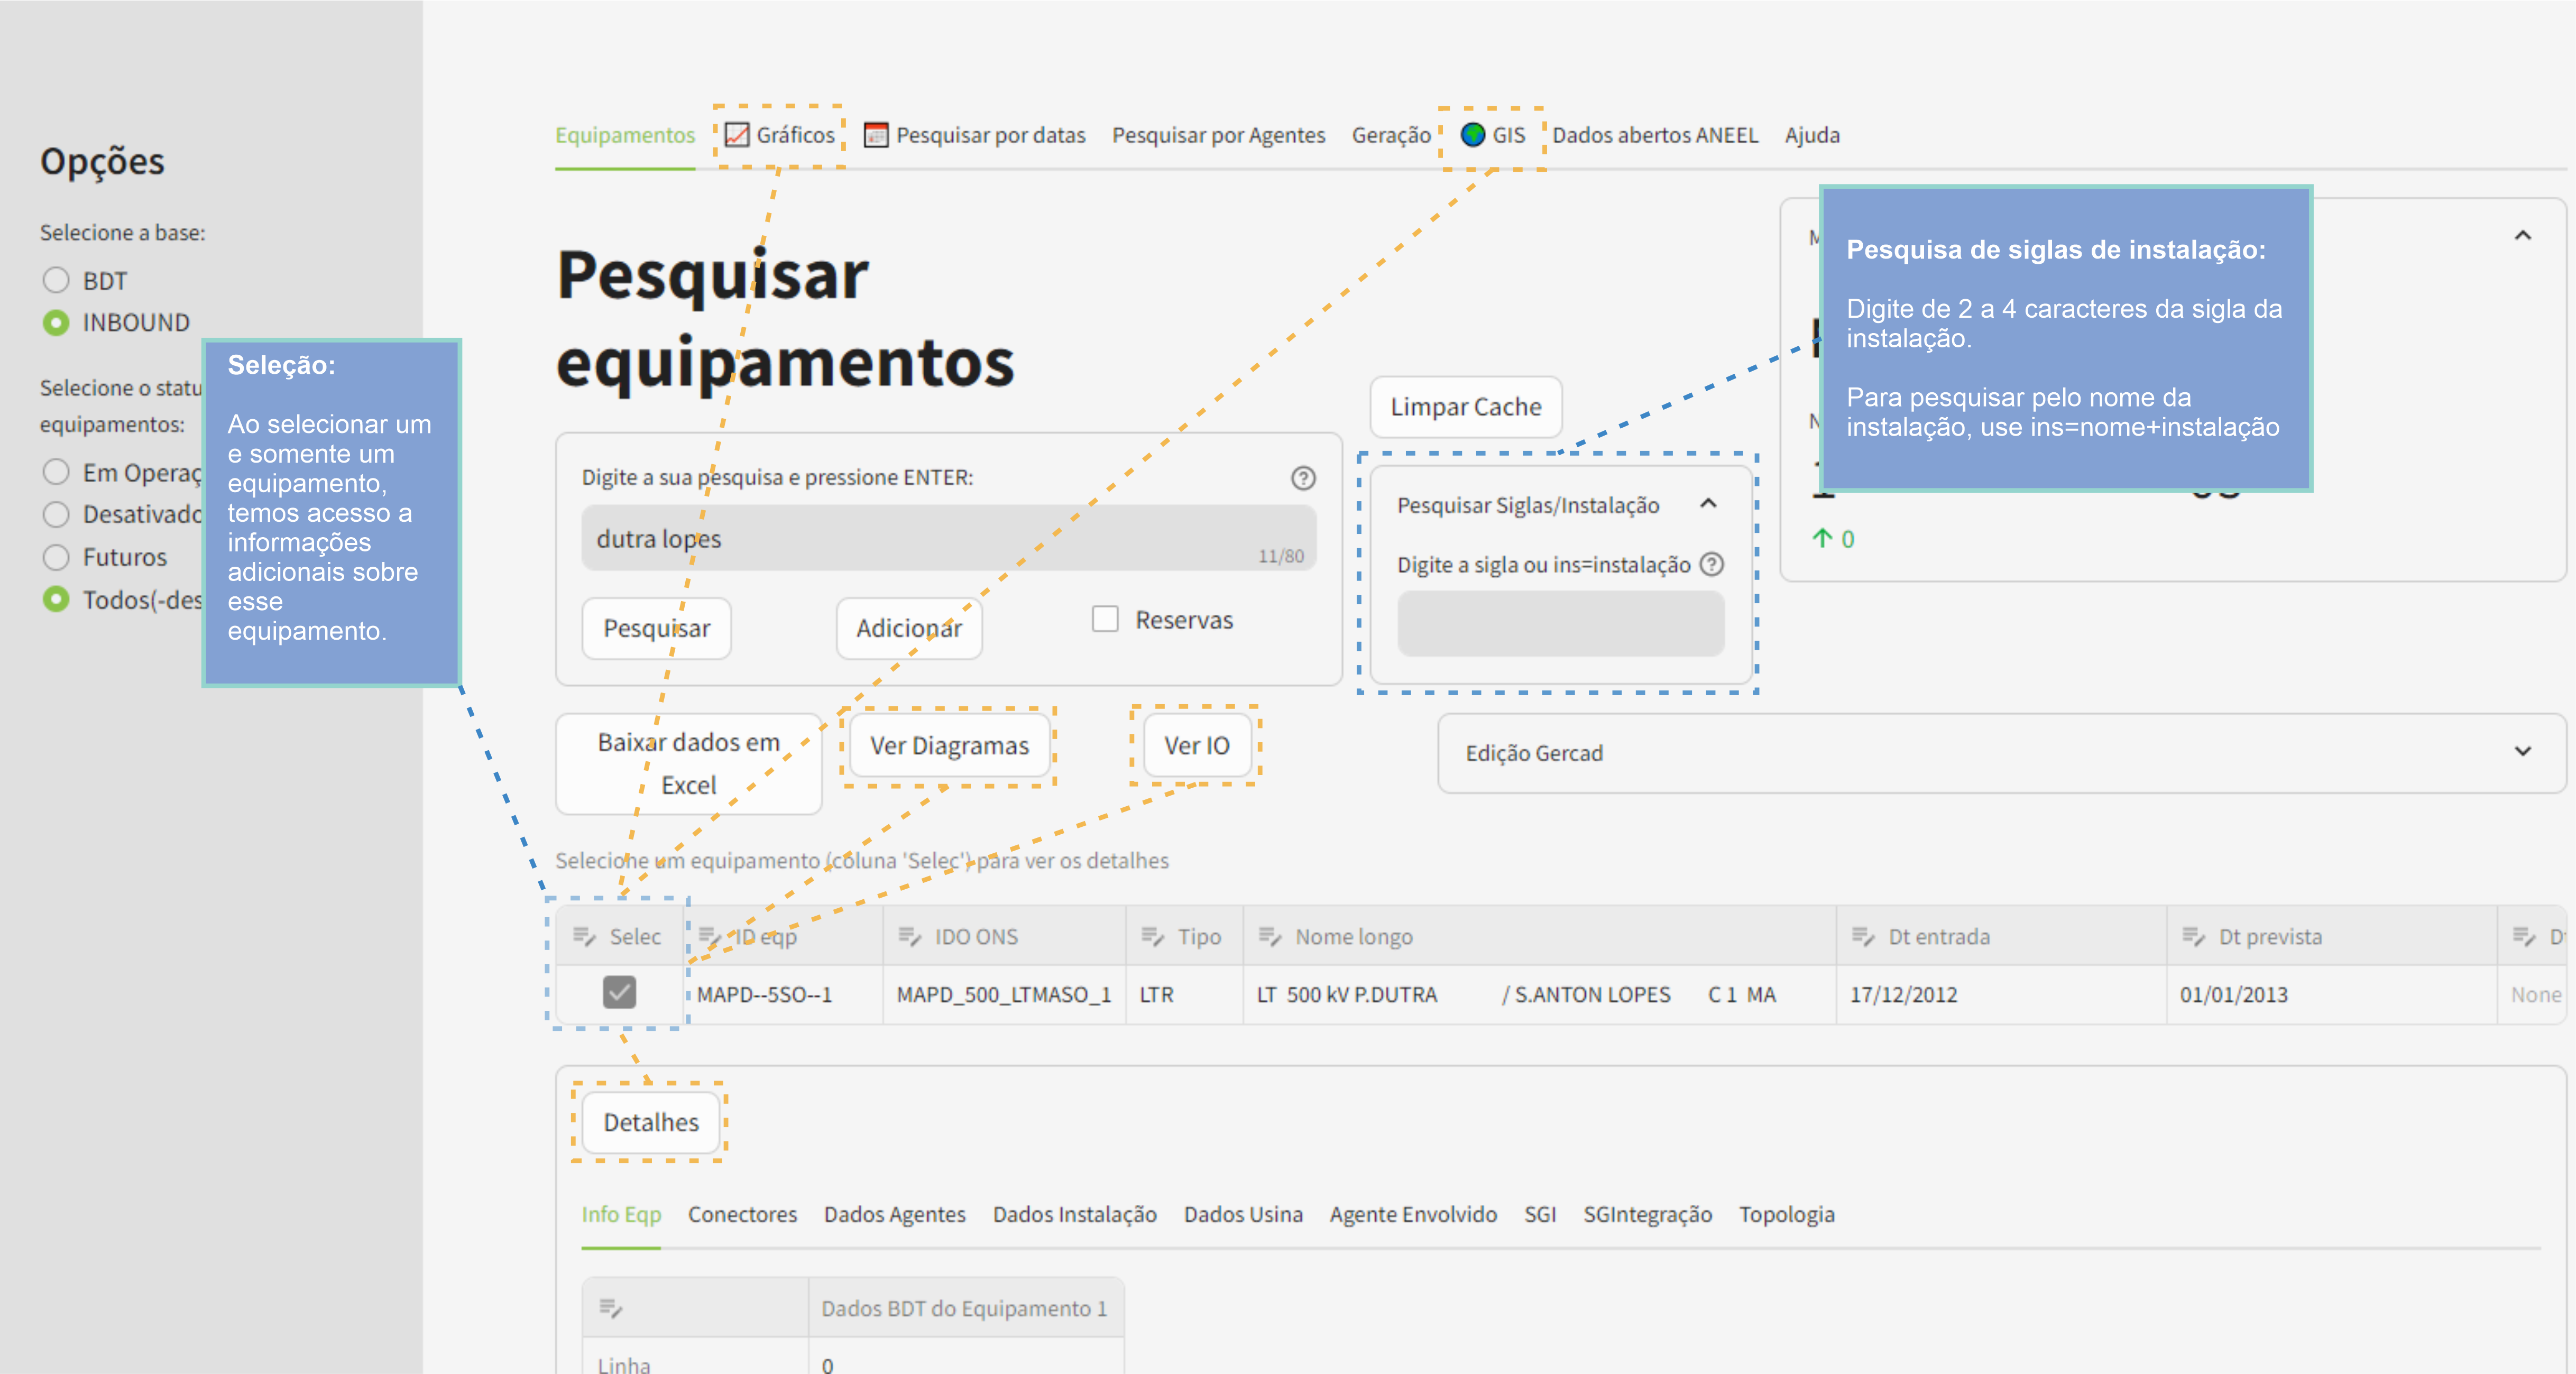 Opções
Selecione a base:
BDT
INBOUND
Selecione o statu
equipamentos:
Em Operaç
Desativado
Futuros
Todos(-des
Seleção:
Ao selecionar um
e somente um
equipamento,
temos acesso a
informações
adicionais sobre
esse
equipamento.
Equipamentos Gráficos Pesquisar por datas Pesquisar por Agentes Geração GIS Dados abertos ANEEL Ajuda
Pesquisar
equipamentos
Digite a sua pesquisa e pressione ENTER:
dutra lopes
11/80
Pesquisar Adicionar Reservas
Limpar Cache
Pesquisar Siglas/Instalação
Digite a sigla ou ins=instalação
Pesquisa de siglas de instalação:
Digite de 2 a 4 caracteres da sigla da
instalação.
Para pesquisar pelo nome da
instalação, use ins=nome+instalação
↑ 0
Baixar dados em
Excel
Ver Diagramas
Ver IO
Edição Gercad
Selecione um equipamento (coluna 'Selec') para ver os detalhes
Selec ID eqp IDO ONS Tipo Nome longo Dt entrada Dt prevista
MAPD--5SO--1 MAPD_500_LTMASO_1 LTR LT 500 kV P.DUTRA / S.ANTON LOPES C 1 MA 17/12/2012 01/01/2013 None
Detalhes
Info Eqp Conectores Dados Agentes Dados Instalação Dados Usina Agente Envolvido SGI SGIntegração Topologia
Dados BDT do Equipamento 1
Linha 0